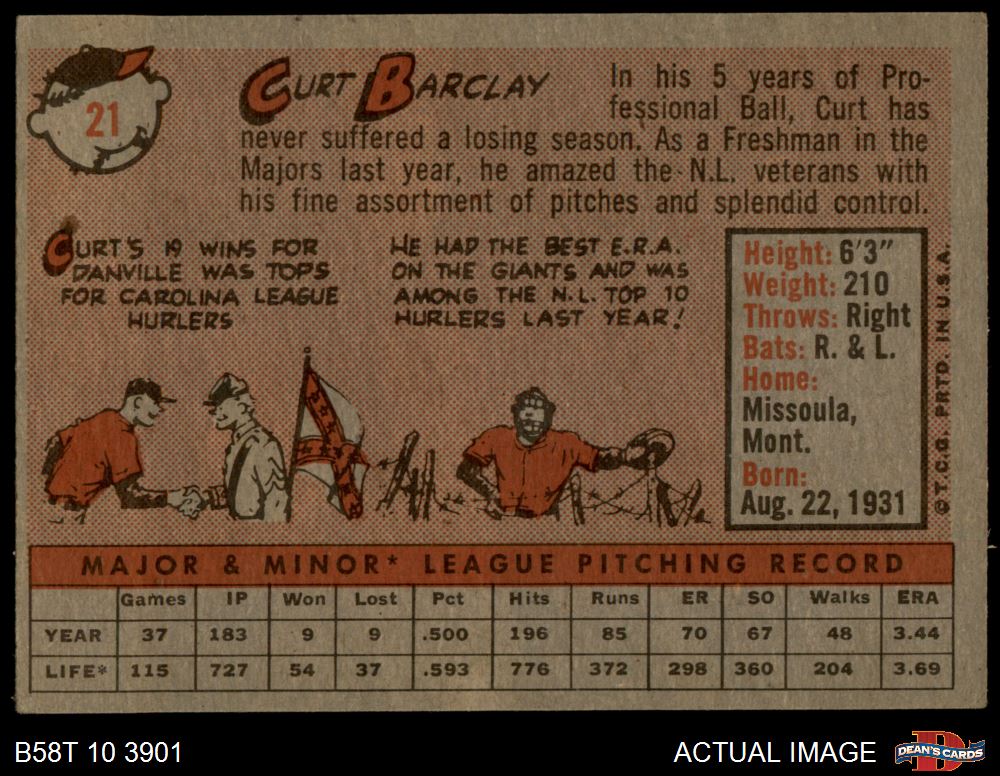 21
CURT BARCLAY
In his 5 years of Pro-
fessional Ball, Curt has
never suffered a losing season. As a Freshman in the
Majors last year, he amazed the N.L. veterans with
his fine assortment of pitches and splendid control.
CURT'S 19 WINS FOR
DANVILLE WAS TOPS
FOR CAROLINA LEAGUE
HURLERS
HE HAD THE BEST E.R.A.
ON THE GIANTS AND WAS
AMONG THE N.L. TOP 10
HURLERS LAST YEAR!
Height: 6'3"
Weight: 210
Throws: Right
Bats: R. & L.
Home:
Missoula,
Mont.
Born:
Aug. 22, 1931
© T.C.G. PRTD. IN U.S.A.
MAJOR & MINOR* LEAGUE PITCHING RECORD
Games IP Won Lost Pct Hits Runs ER SO Walks ERA
YEAR 37 183 9 9 .500 196 85 70 67 48 3.44
LIFE* 115 727 54 37 .593 776 372 298 360 204 3.69
B58T 10 3901
ACTUAL IMAGE
D
DEAN'S CARDS